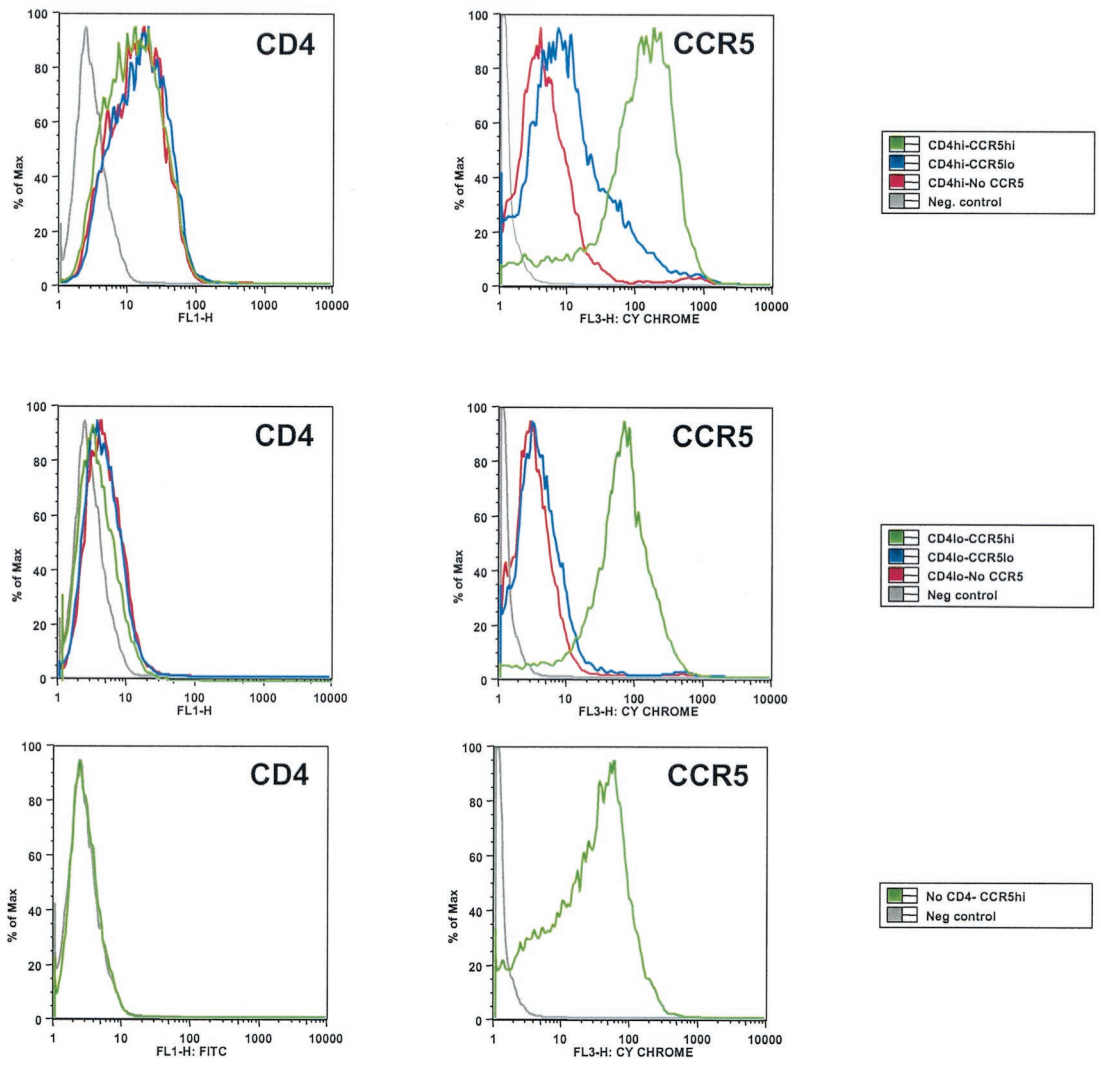 CD4
100
80
60
40
20
0
% of Max
1 10 100 1000 10000
FL1-H
CCR5
100
80
60
40
20
0
% of Max
1 10 100 1000 10000
FL3-H: CY CHROME
CD4hi-CCR5hi
CD4hi-CCR5lo
CD4hi-No CCR5
Neg. control
CD4
100
80
60
40
20
0
% of Max
1 10 100 1000 10000
FL1-H
CCR5
100
80
60
40
20
0
% of Max
1 10 100 1000 10000
FL3-H: CY CHROME
CD4lo-CCR5hi
CD4lo-CCR5lo
CD4lo-No CCR5
Neg control
CD4
100
80
60
40
20
0
% of Max
1 10 100 1000 10000
FL1-H: FITC
CCR5
100
80
60
40
20
0
% of Max
1 10 100 1000 10000
FL3-H: CY CHROME
No CD4- CCR5hi
Neg control